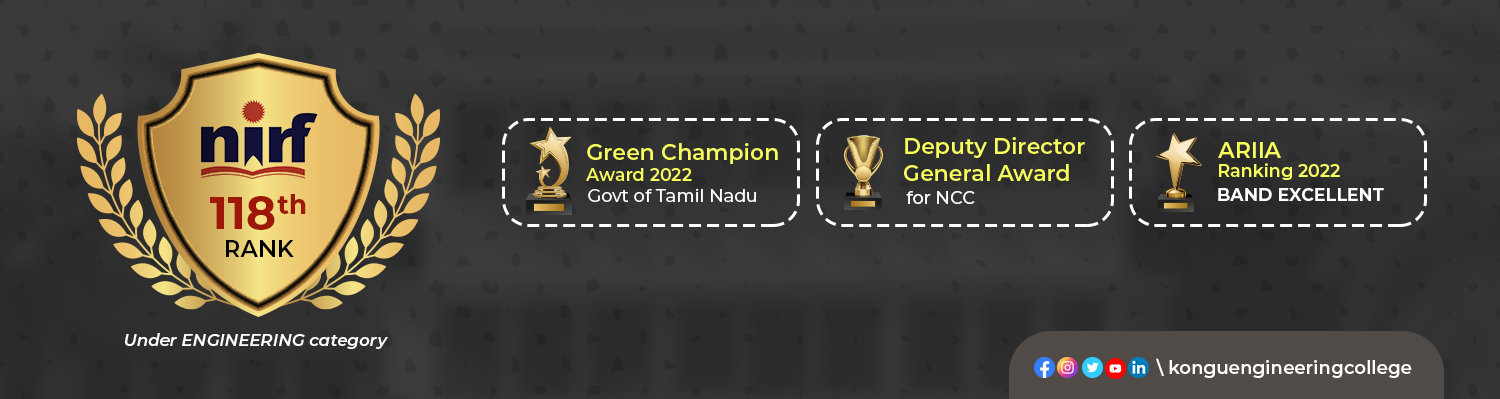 nirf
118th
RANK
Under ENGINEERING category
Green Champion
Award 2022
Govt of Tamil Nadu
Deputy Director
General Award
for NCC
ARIIA
Ranking 2022
BAND EXCELLENT
\ konguengineeringcollege